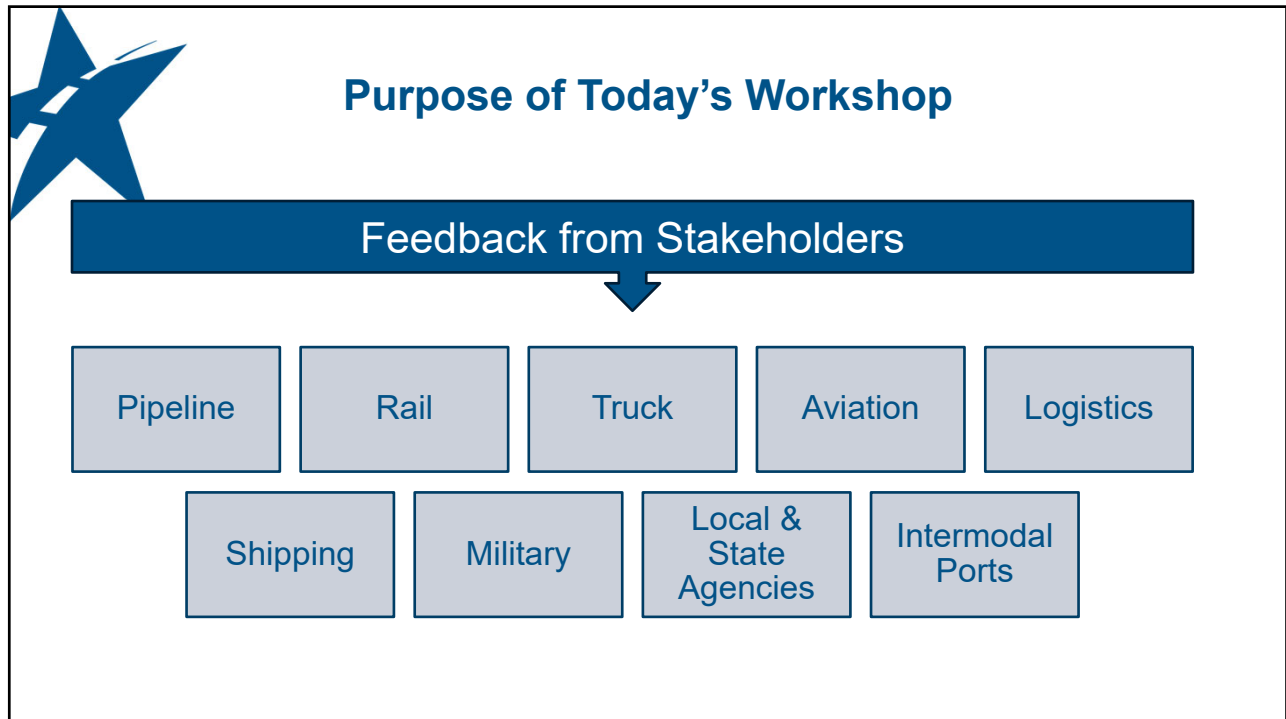 Purpose of Today’s Workshop
Feedback from Stakeholders
Pipeline
Rail
Truck
Aviation
Logistics
Shipping
Military
Local &
State
Agencies
Intermodal
Ports